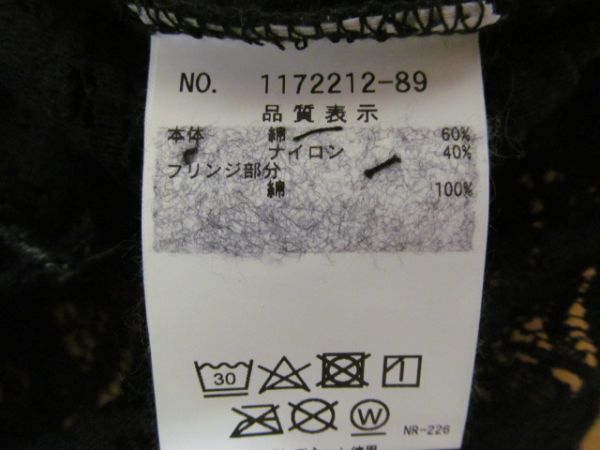 NO. 1172212-89
品質表示
本体 綿 60%
ナイロン 40%
フリンジ部分
綿 100%
30
W
NR-226